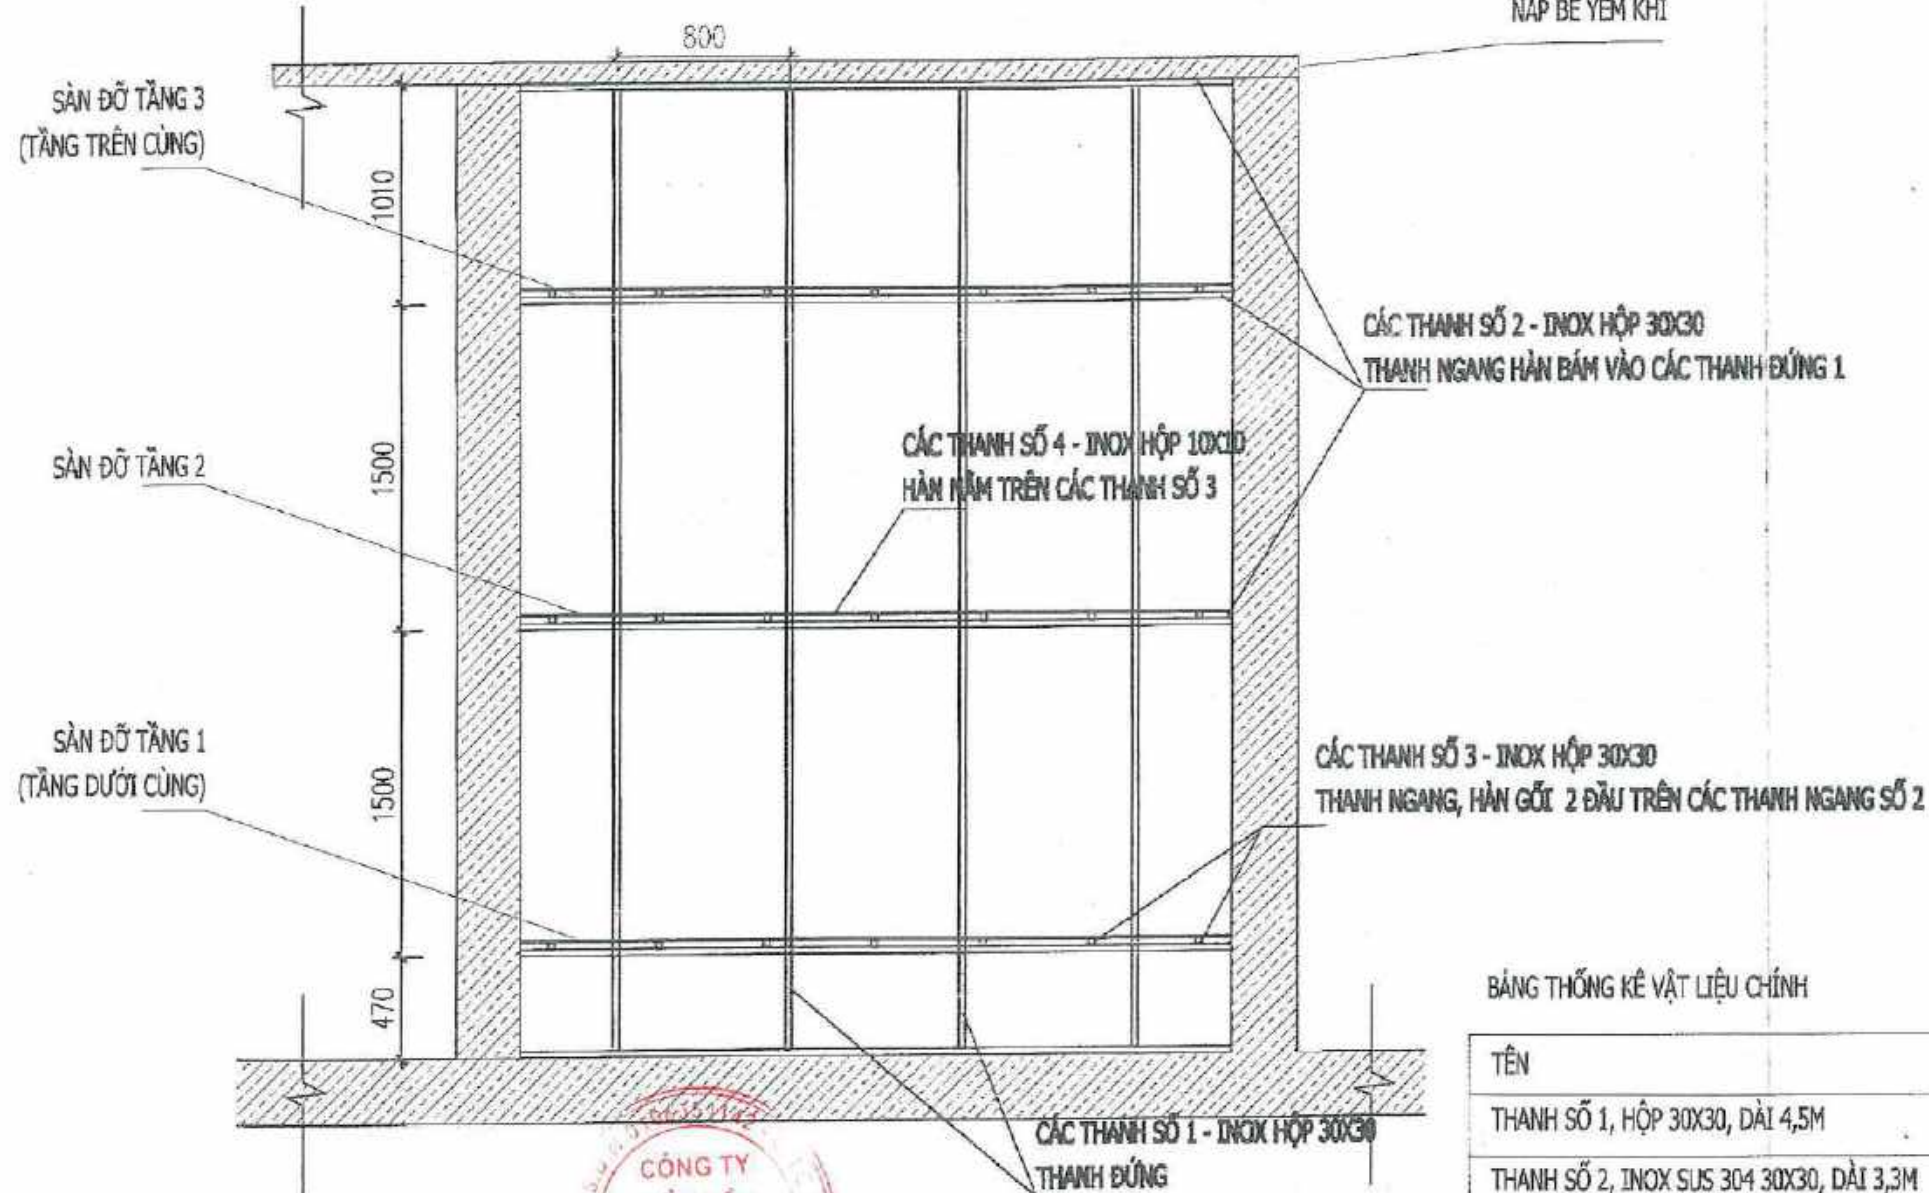 NẮP BỂ YẾM KHÍ
800
SÀN ĐỠ TẦNG 3
(TẦNG TRÊN CÙNG)
1010
CÁC THANH SỐ 2 - INOX HỘP 30X30
THANH NGANG HÀN BÁM VÀO CÁC THANH ĐỨNG 1
CÁC THANH SỐ 4 - INOX HỘP 10X10
HÀN NẰM TRÊN CÁC THANH SỐ 3
SÀN ĐỠ TẦNG 2
1500
SÀN ĐỠ TẦNG 1
(TẦNG DƯỚI CÙNG)
1500
CÁC THANH SỐ 3 - INOX HỘP 30X30
THANH NGANG, HÀN GỐI 2 ĐẦU TRÊN CÁC THANH NGANG SỐ 2
470
BẢNG THỐNG KÊ VẬT LIỆU CHÍNH
TÊN
THANH SỐ 1, HỘP 30X30, DÀI 4,5M
THANH SỐ 2, INOX SUS 304 30X30, DÀI 3,3M
CÁC THANH SỐ 1 - INOX HỘP 30X30
THANH ĐỨNG
CÔNG TY